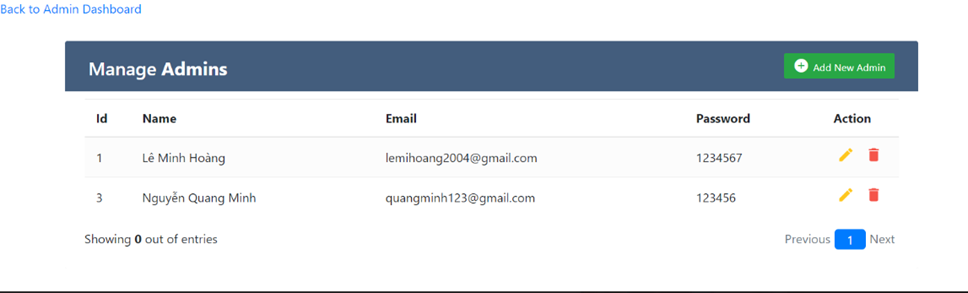 Back to Admin Dashboard
Manage Admins Add New Admin
Id Name Email Password Action
1 Lê Minh Hoàng lemihoang2004@gmail.com 1234567
3 Nguyễn Quang Minh quangminh123@gmail.com 123456
Showing 0 out of entries Previous 1 Next